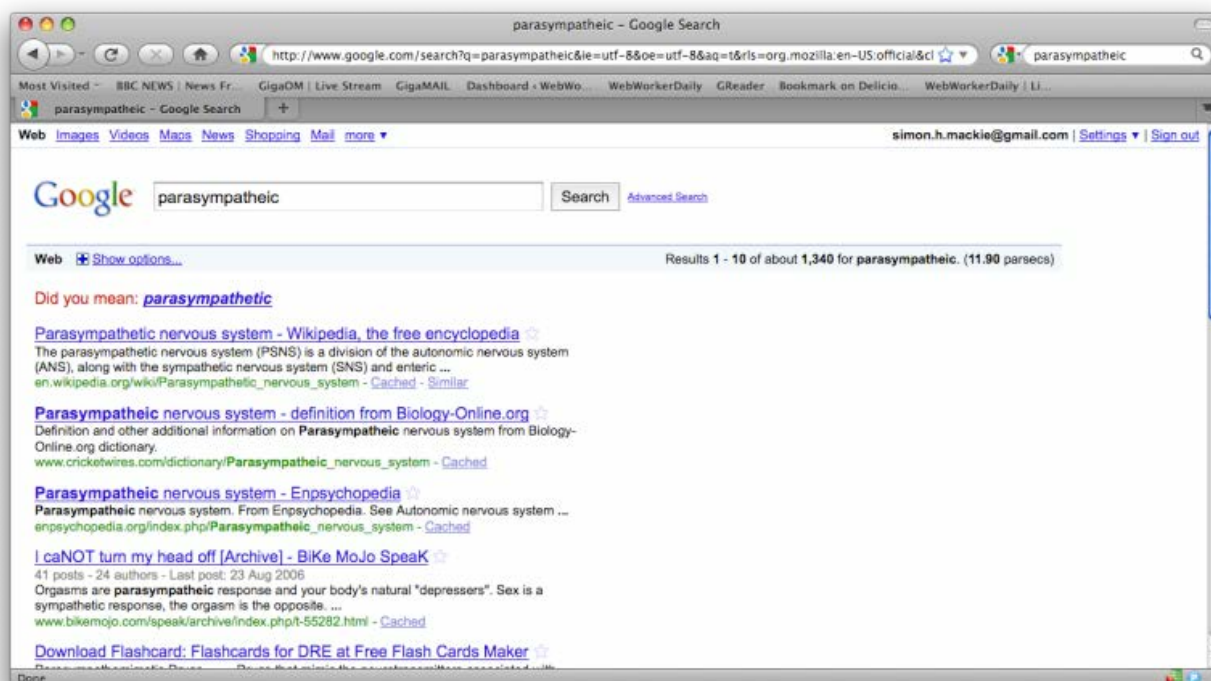 parasympatheic – Google Search
http://www.google.com/search?q=parasympatheic&ie=utf-8&oe=utf-8&aq=t&rls=org.mozilla:en-US:official&cl
parasympatheic
Most Visited BBC NEWS | News Fr... GigaOM | Live Stream GigaMAIL Dashboard ‹ WebWo... WebWorkerDaily GReader Bookmark on Delicio... WebWorkerDaily | Li...
parasympatheic – Google Search +
Web Images Videos Maps News Shopping Mail more ▼ simon.h.mackie@gmail.com | Settings ▼ | Sign out
Google parasympatheic Search Advanced Search
Web Show options... Results 1 - 10 of about 1,340 for parasympatheic. (11.90 parsecs)
Did you mean: parasympathetic
Parasympathetic nervous system - Wikipedia, the free encyclopedia
The parasympathetic nervous system (PSNS) is a division of the autonomic nervous system
(ANS), along with the sympathetic nervous system (SNS) and enteric ...
en.wikipedia.org/wiki/Parasympathetic_nervous_system - Cached - Similar
Parasympatheic nervous system - definition from Biology-Online.org
Definition and other additional information on Parasympatheic nervous system from Biology-
Online.org dictionary.
www.cricketwires.com/dictionary/Parasympatheic_nervous_system - Cached
Parasympatheic nervous system - Enpsychopedia
Parasympatheic nervous system. From Enpsychopedia. See Autonomic nervous system ...
enpsychopedia.org/index.php/Parasympatheic_nervous_system - Cached
I caNOT turn my head off [Archive] - BiKe MoJo SpeaK
41 posts - 24 authors - Last post: 23 Aug 2006
Orgasms are parasympatheic response and your body's natural "depressers". Sex is a
sympathetic response, the orgasm is the opposite. ...
www.bikemojo.com/speak/archive/index.php/t-55282.html - Cached
Download Flashcard: Flashcards for DRE at Free Flash Cards Maker
Done